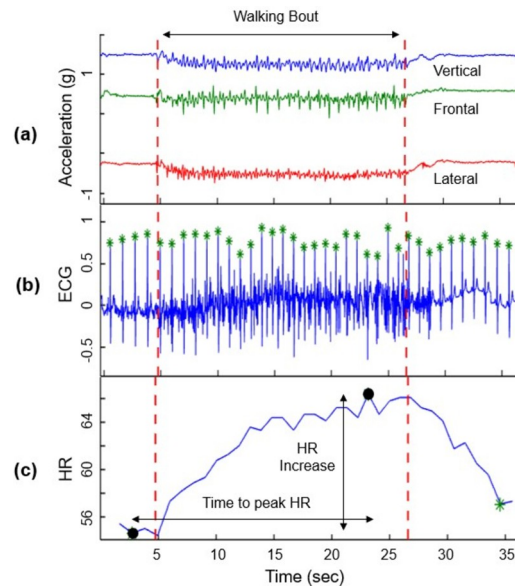 Walking Bout
(a)
Acceleration (g)
1
-1
Vertical
Frontal
Lateral
(b)
ECG
1
0.5
0
-0.5
(c)
HR
64
60
56
HR
Increase
Time to peak HR
0
5
10
15
20
25
30
35
Time (sec)